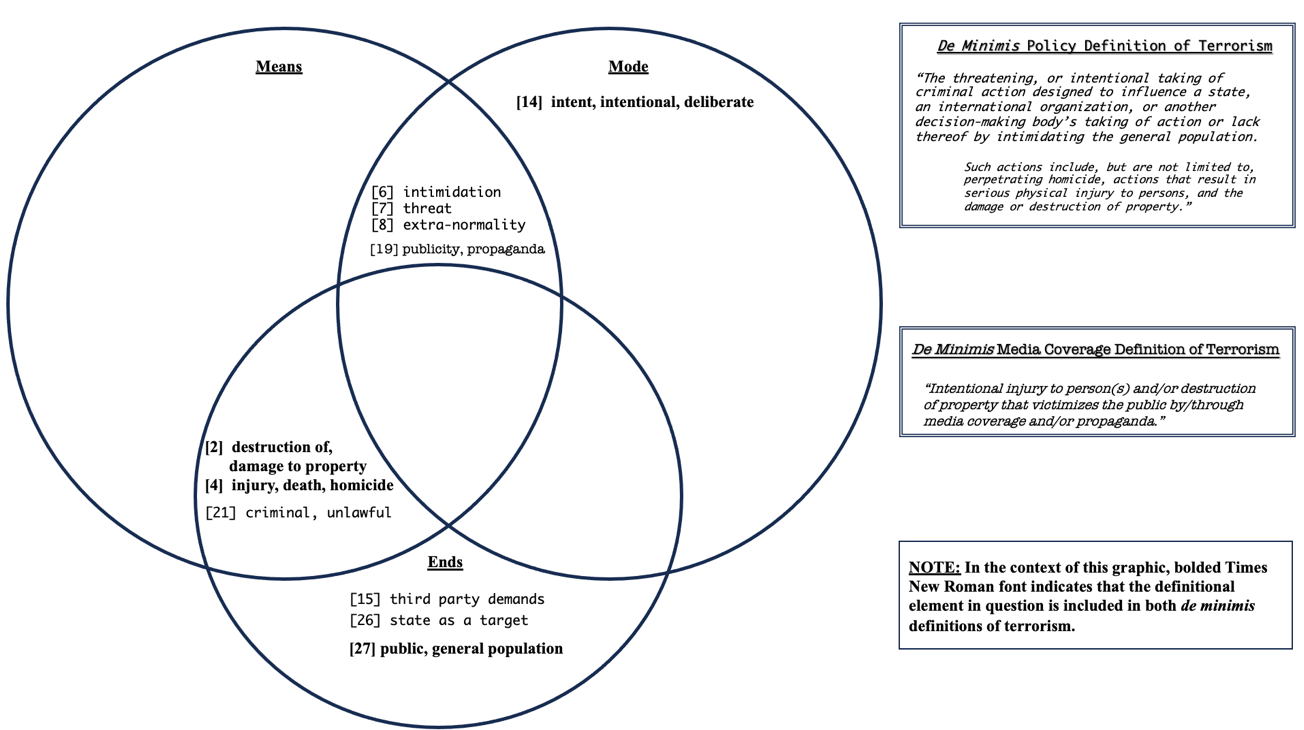 Means
Mode
[14] intent, intentional, deliberate
[6] intimidation
[7] threat
[8] extra-normality
[19] publicity, propaganda
[2] destruction of,
damage to property
[4] injury, death, homicide
[21] criminal, unlawful
Ends
[15] third party demands
[26] state as a target
[27] public, general population
De Minimis Policy Definition of Terrorism
“The threatening, or intentional taking of
criminal action designed to influence a state,
an international organization, or another
decision-making body’s taking of action or lack
thereof by intimidating the general population.
Such actions include, but are not limited to,
perpetrating homicide, actions that result in
serious physical injury to persons, and the
damage or destruction of property.”
De Minimis Media Coverage Definition of Terrorism
“Intentional injury to person(s) and/or destruction
of property that victimizes the public by/through
media coverage and/or propaganda.”
NOTE: In the context of this graphic, bolded Times
New Roman font indicates that the definitional
element in question is included in both de minimis
definitions of terrorism.